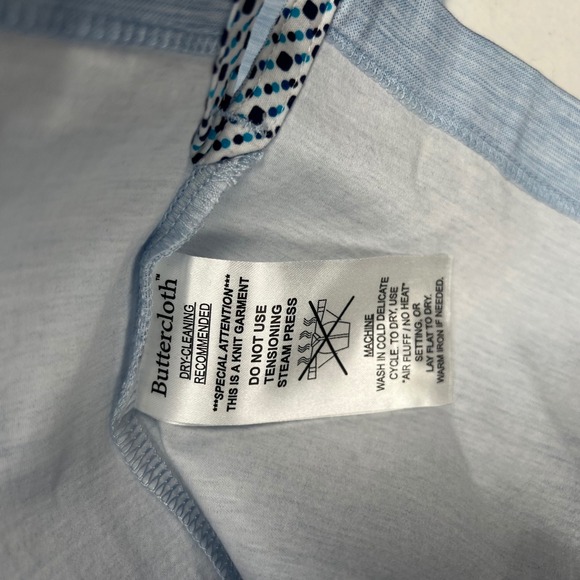 Buttercloth™
DRY-CLEANING
RECOMMENDED
***SPECIAL ATTENTION***
THIS IS A KNIT GARMENT
DO NOT USE
TENSIONING
STEAM PRESS
MACHINE
WASH IN COLD DELICATE
CYCLE. TO DRY, USE
"AIR FLUFF / NO HEAT"
SETTING, OR
LAY FLAT TO DRY.
WARM IRON IF NEEDED.